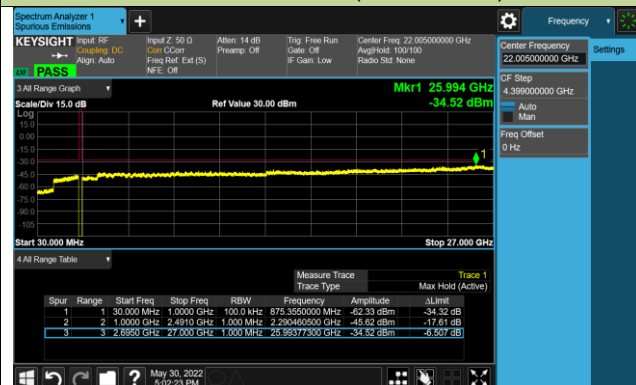 Spectrum Analyzer 1
Spurious Emissions
Frequency
KEYSIGHT Input: RF Input Z: 50 Ω Atten: 14 dB Trig: Free Run Center Freq: 22.005000000 GHz
Coupling: DC Corr CCorr Preamp: Off Gate: Off Avg|Hold: 100/100
Align: Auto Freq Ref: Ext (S) IF Gain: Low Radio Std: None
NFE: Off
PASS
Center Frequency
22.005000000 GHz
Settings
CF Step
4.399000000 GHz
Auto
Man
Freq Offset
0 Hz
3 All Range Graph
Mkr1 25.994 GHz
Scale/Div 15.0 dB Ref Value 30.00 dBm -34.52 dBm
Log
15.0
0.00
-15.0
-30.0
-45.0
-60.0
-75.0
-90.0
-105
1
Start 30.000 MHz Stop 27.000 GHz
4 All Range Table
Measure Trace Trace 1
Trace Type Max Hold (Active)
Spur Range Start Freq Stop Freq RBW Frequency Amplitude ΔLimit
1 1 30.000 MHz 1.0000 GHz 100.0 kHz 875.3550000 MHz -62.33 dBm -34.32 dB
2 2 1.0000 GHz 2.4910 GHz 1.000 MHz 2.290460500 GHz -45.62 dBm -17.61 dB
3 3 2.6950 GHz 27.000 GHz 1.000 MHz 25.99377300 GHz -34.52 dBm -6.507 dB
May 30, 2022
5:02:23 PM